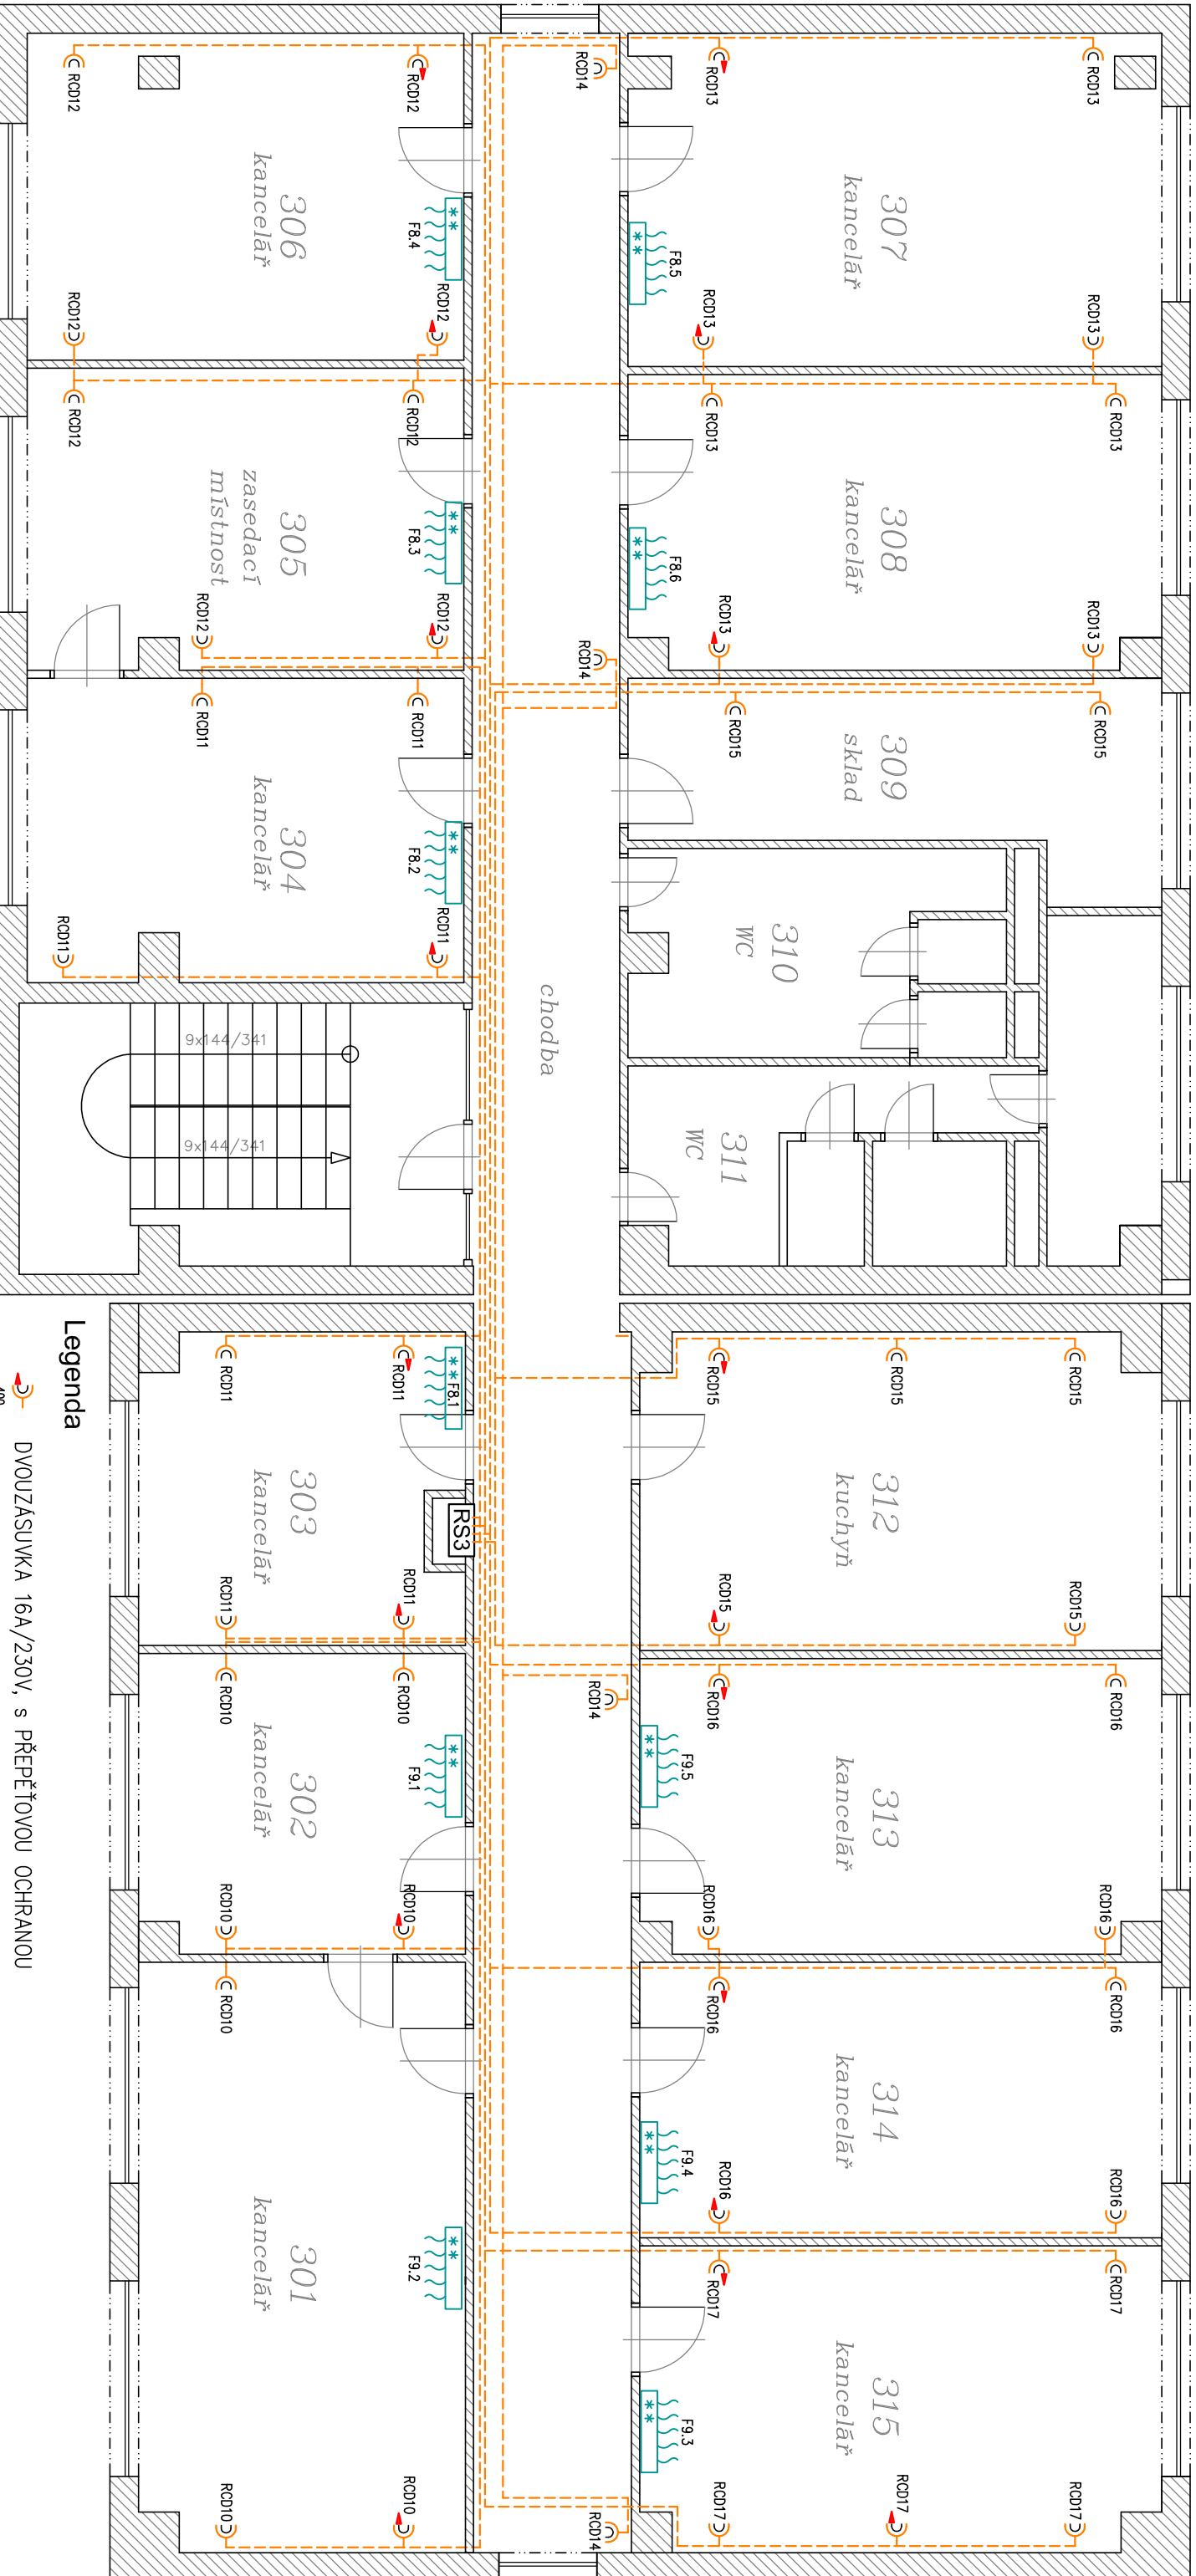 RCD13
RCD13
307
kancelář
RCD13
RCD13
F8.5
RCD13
RCD13
308
kancelář
RCD13
RCD13
F8.6
RCD15
309
sklad
RCD15
310
WC
311
WC
RCD15
RCD15
RCD15
312
kuchyň
RCD15
RCD15
RCD16
RCD16
313
kancelář
RCD16
RCD16
F9.5
RCD16
RCD16
314
kancelář
RCD16
RCD16
F9.4
RCD17
RCD17
315
kancelář
RCD17
RCD17
RCD17
F9.3
RCD14
RCD14
chodba
RCD14
RCD14
RCD12
RCD12
F8.4
306
kancelář
RCD12
RCD12
RCD12
RCD12
F8.3
305
zasedací
místnost
RCD12
RCD12
RCD11
RCD11
F8.2
304
kancelář
RCD11
RCD11
9x144/341
9x144/341
F8.1
RCD11
RCD11
RS3
303
kancelář
RCD11
RCD11
RCD10
RCD10
F9.1
302
kancelář
RCD10
RCD10
RCD10
F9.2
301
kancelář
RCD10
RCD10
Legenda
DVOUZÁSUVKA 16A/230V, s PŘEPĚŤOVOU OCHRANOU